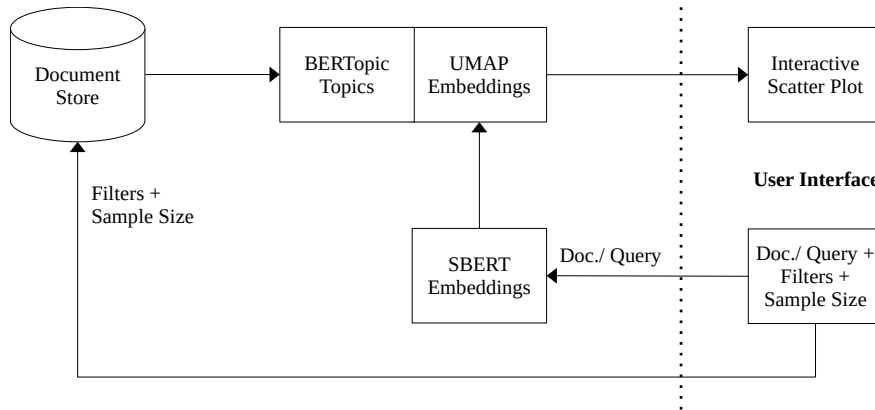 Document
Store
BERTopic
Topics
UMAP
Embeddings
Interactive
Scatter Plot
Filters +
Sample Size
User Interface
SBERT
Embeddings
Doc./ Query
Doc./ Query +
Filters +
Sample Size